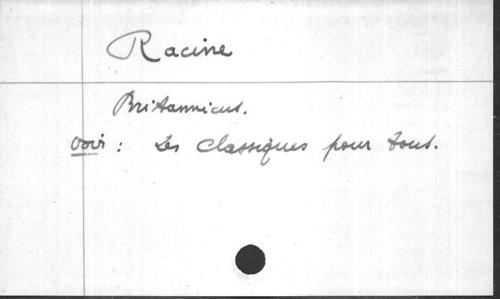 Racine
Britannicus.
voir : Les Classiques pour tous.